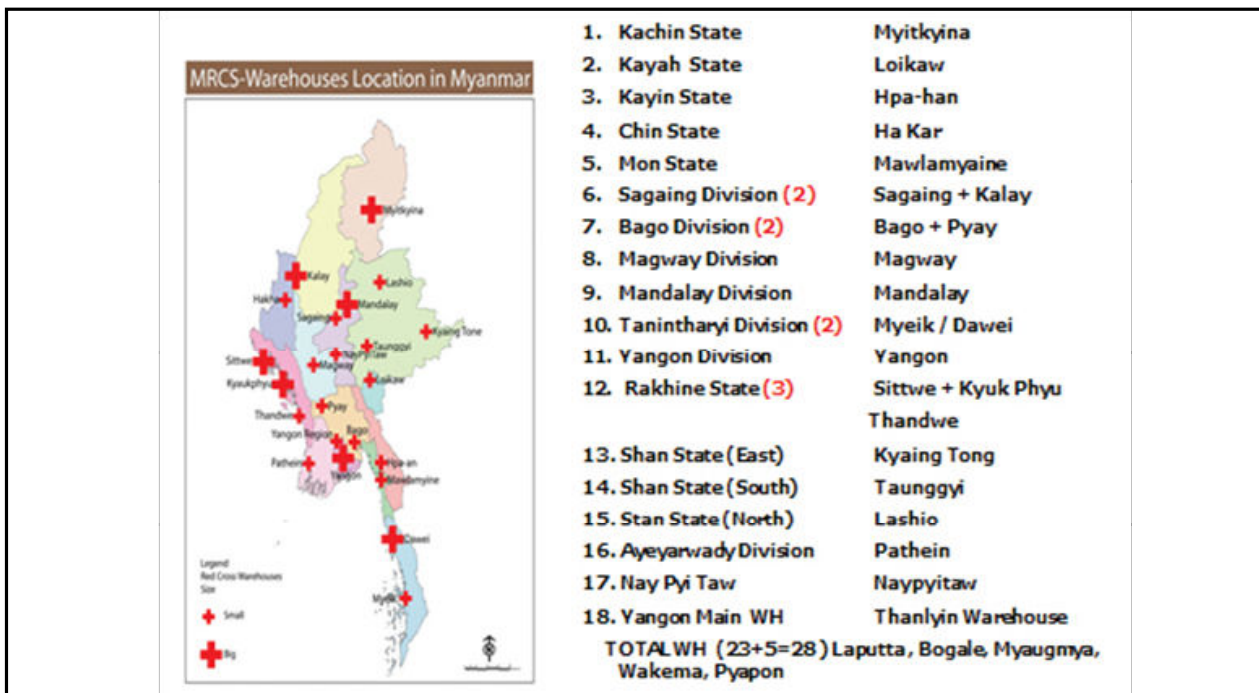 MRCS-Warehouses Location in Myanmar
Myitkyina
Kalay
Lashio
Hakha
Mandalay
Sagaing
Kyaing Tone
Taunggyi
NayPyiTaw
Sittwe
Magway
Loikaw
Kyaukphyu
Pyay
Thandwe
Yangon Region
Bago
Pathein
Hpa-an
Yangon
Mawlamyine
Dawei
Myeik
Legend
Red Cross Warehouses
Size
Small
Big
1. Kachin State Myitkyina
2. Kayah State Loikaw
3. Kayin State Hpa-han
4. Chin State Ha Kar
5. Mon State Mawlamyaine
6. Sagaing Division (2) Sagaing + Kalay
7. Bago Division (2) Bago + Pyay
8. Magway Division Magway
9. Mandalay Division Mandalay
10. Tanintharyi Division (2) Myeik / Dawei
11. Yangon Division Yangon
12. Rakhine State (3) Sittwe + Kyuk Phyu
Thandwe
13. Shan State (East) Kyaing Tong
14. Shan State (South) Taunggyi
15. Stan State (North) Lashio
16. Ayeyarwady Division Pathein
17. Nay Pyi Taw Naypyitaw
18. Yangon Main WH Thanlyin Warehouse
TOTAL WH (23+5=28) Laputta, Bogale, Myaugmya,
Wakema, Pyapon